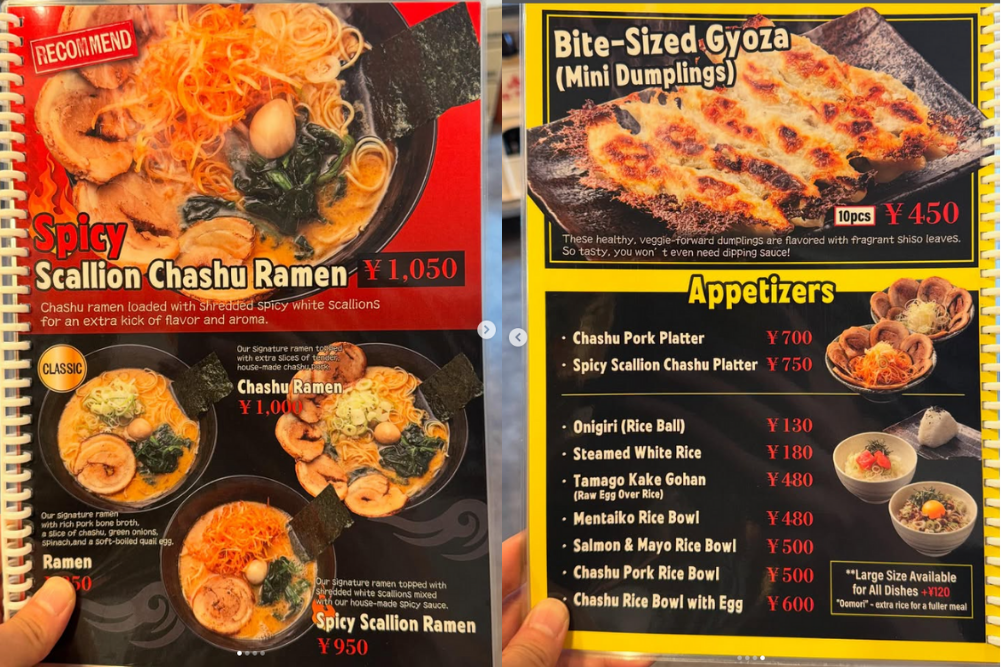 RECOMMEND
Spicy
Scallion Chashu Ramen ¥1,050
Chashu ramen loaded with shredded spicy white scallions
for an extra kick of flavor and aroma.
CLASSIC
Our signature ramen topped
with extra slices of tender,
house-made chashu pork.
Chashu Ramen
¥1,000
Our signature ramen
with rich pork bone broth,
a slice of chashu, green onions,
spinach,and a soft-boiled quail egg.
Ramen
50
Our signature ramen topped with
shredded white scallions mixed
with our house-made spicy sauce.
Spicy Scallion Ramen
¥950
Bite-Sized Gyoza
(Mini Dumplings)
10pcs ¥450
These healthy, veggie-forward dumplings are flavored with fragrant shiso leaves.
So tasty, you won't even need dipping sauce!
Appetizers
・Chashu Pork Platter ¥700
・Spicy Scallion Chashu Platter ¥750
・Onigiri (Rice Ball) ¥130
・Steamed White Rice ¥180
・Tamago Kake Gohan ¥480
(Raw Egg Over Rice)
・Mentaiko Rice Bowl ¥480
・Salmon & Mayo Rice Bowl ¥500
・Chashu Pork Rice Bowl ¥500
・Chashu Rice Bowl with Egg ¥600
**Large Size Available
for All Dishes +¥120
"Oomori" - extra rice for a fuller meal